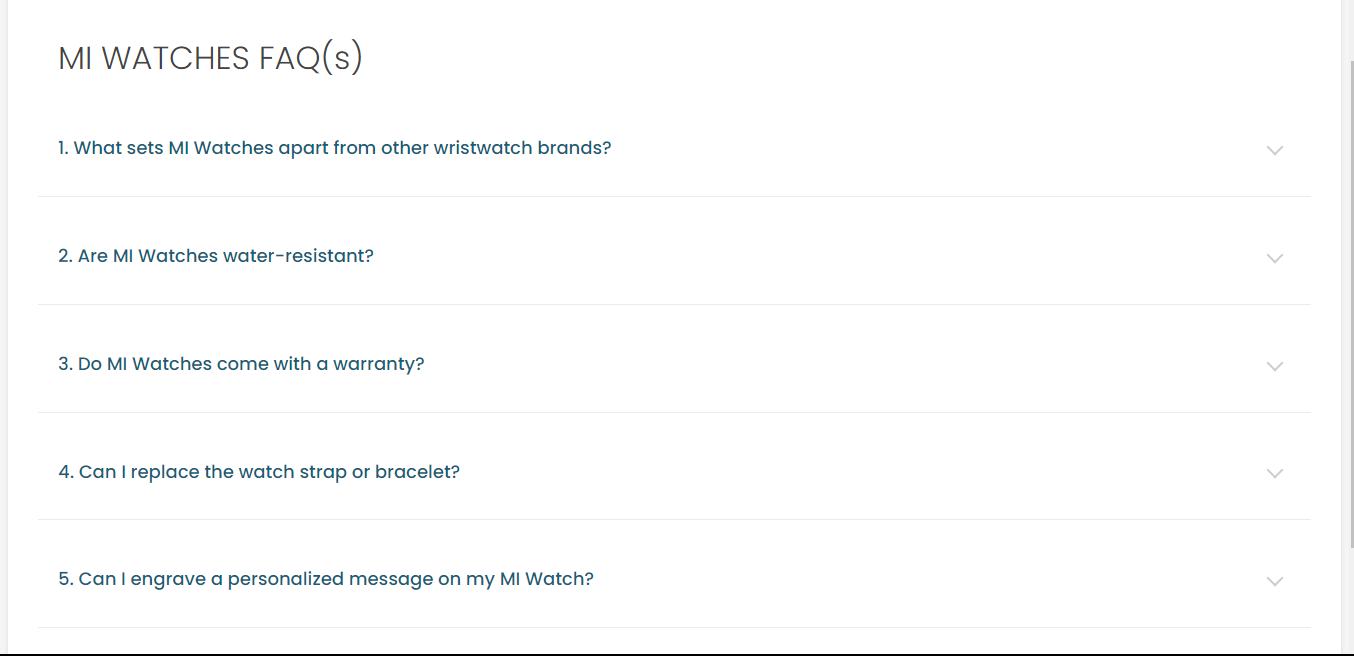 MI WATCHES FAQ(s)
1. What sets MI Watches apart from other wristwatch brands?
2. Are MI Watches water-resistant?
3. Do MI Watches come with a warranty?
4. Can I replace the watch strap or bracelet?
5. Can I engrave a personalized message on my MI Watch?